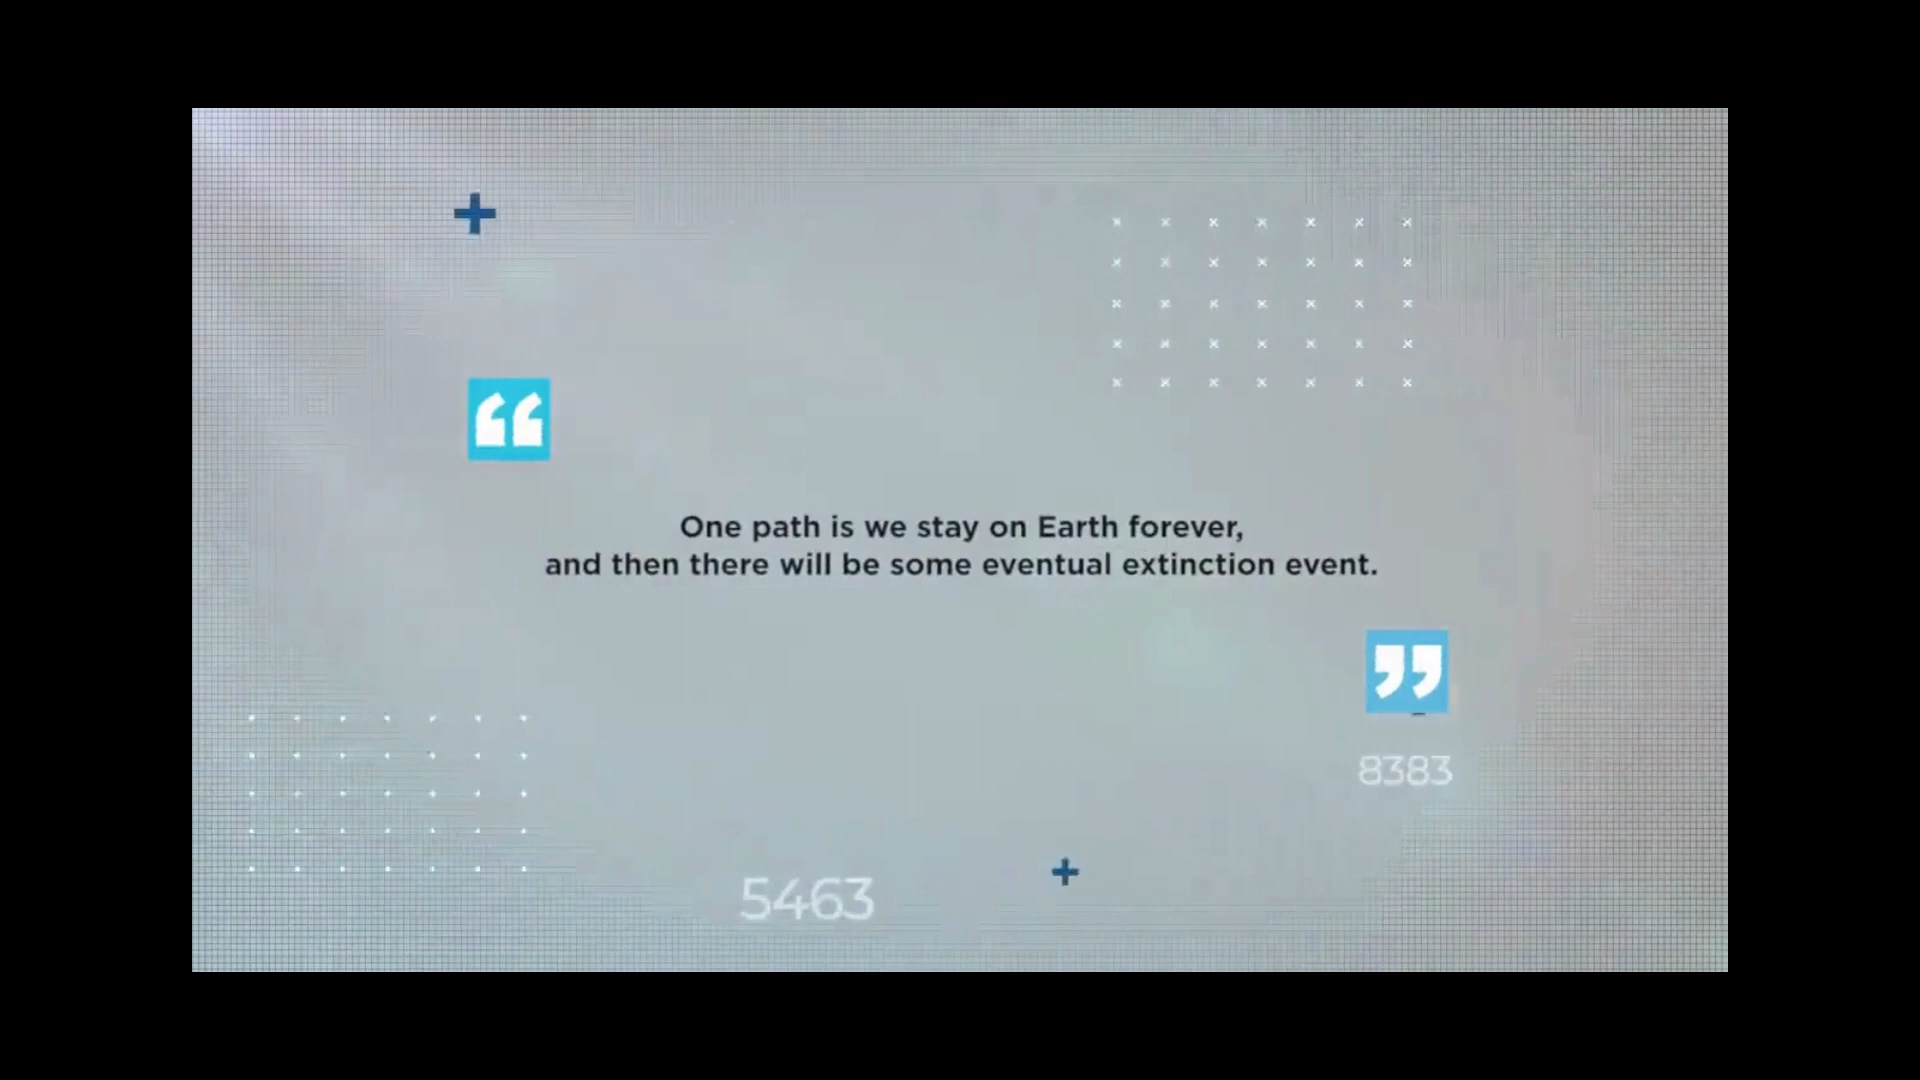 “
One path is we stay on Earth forever,
and then there will be some eventual extinction event.
”
8383
5463